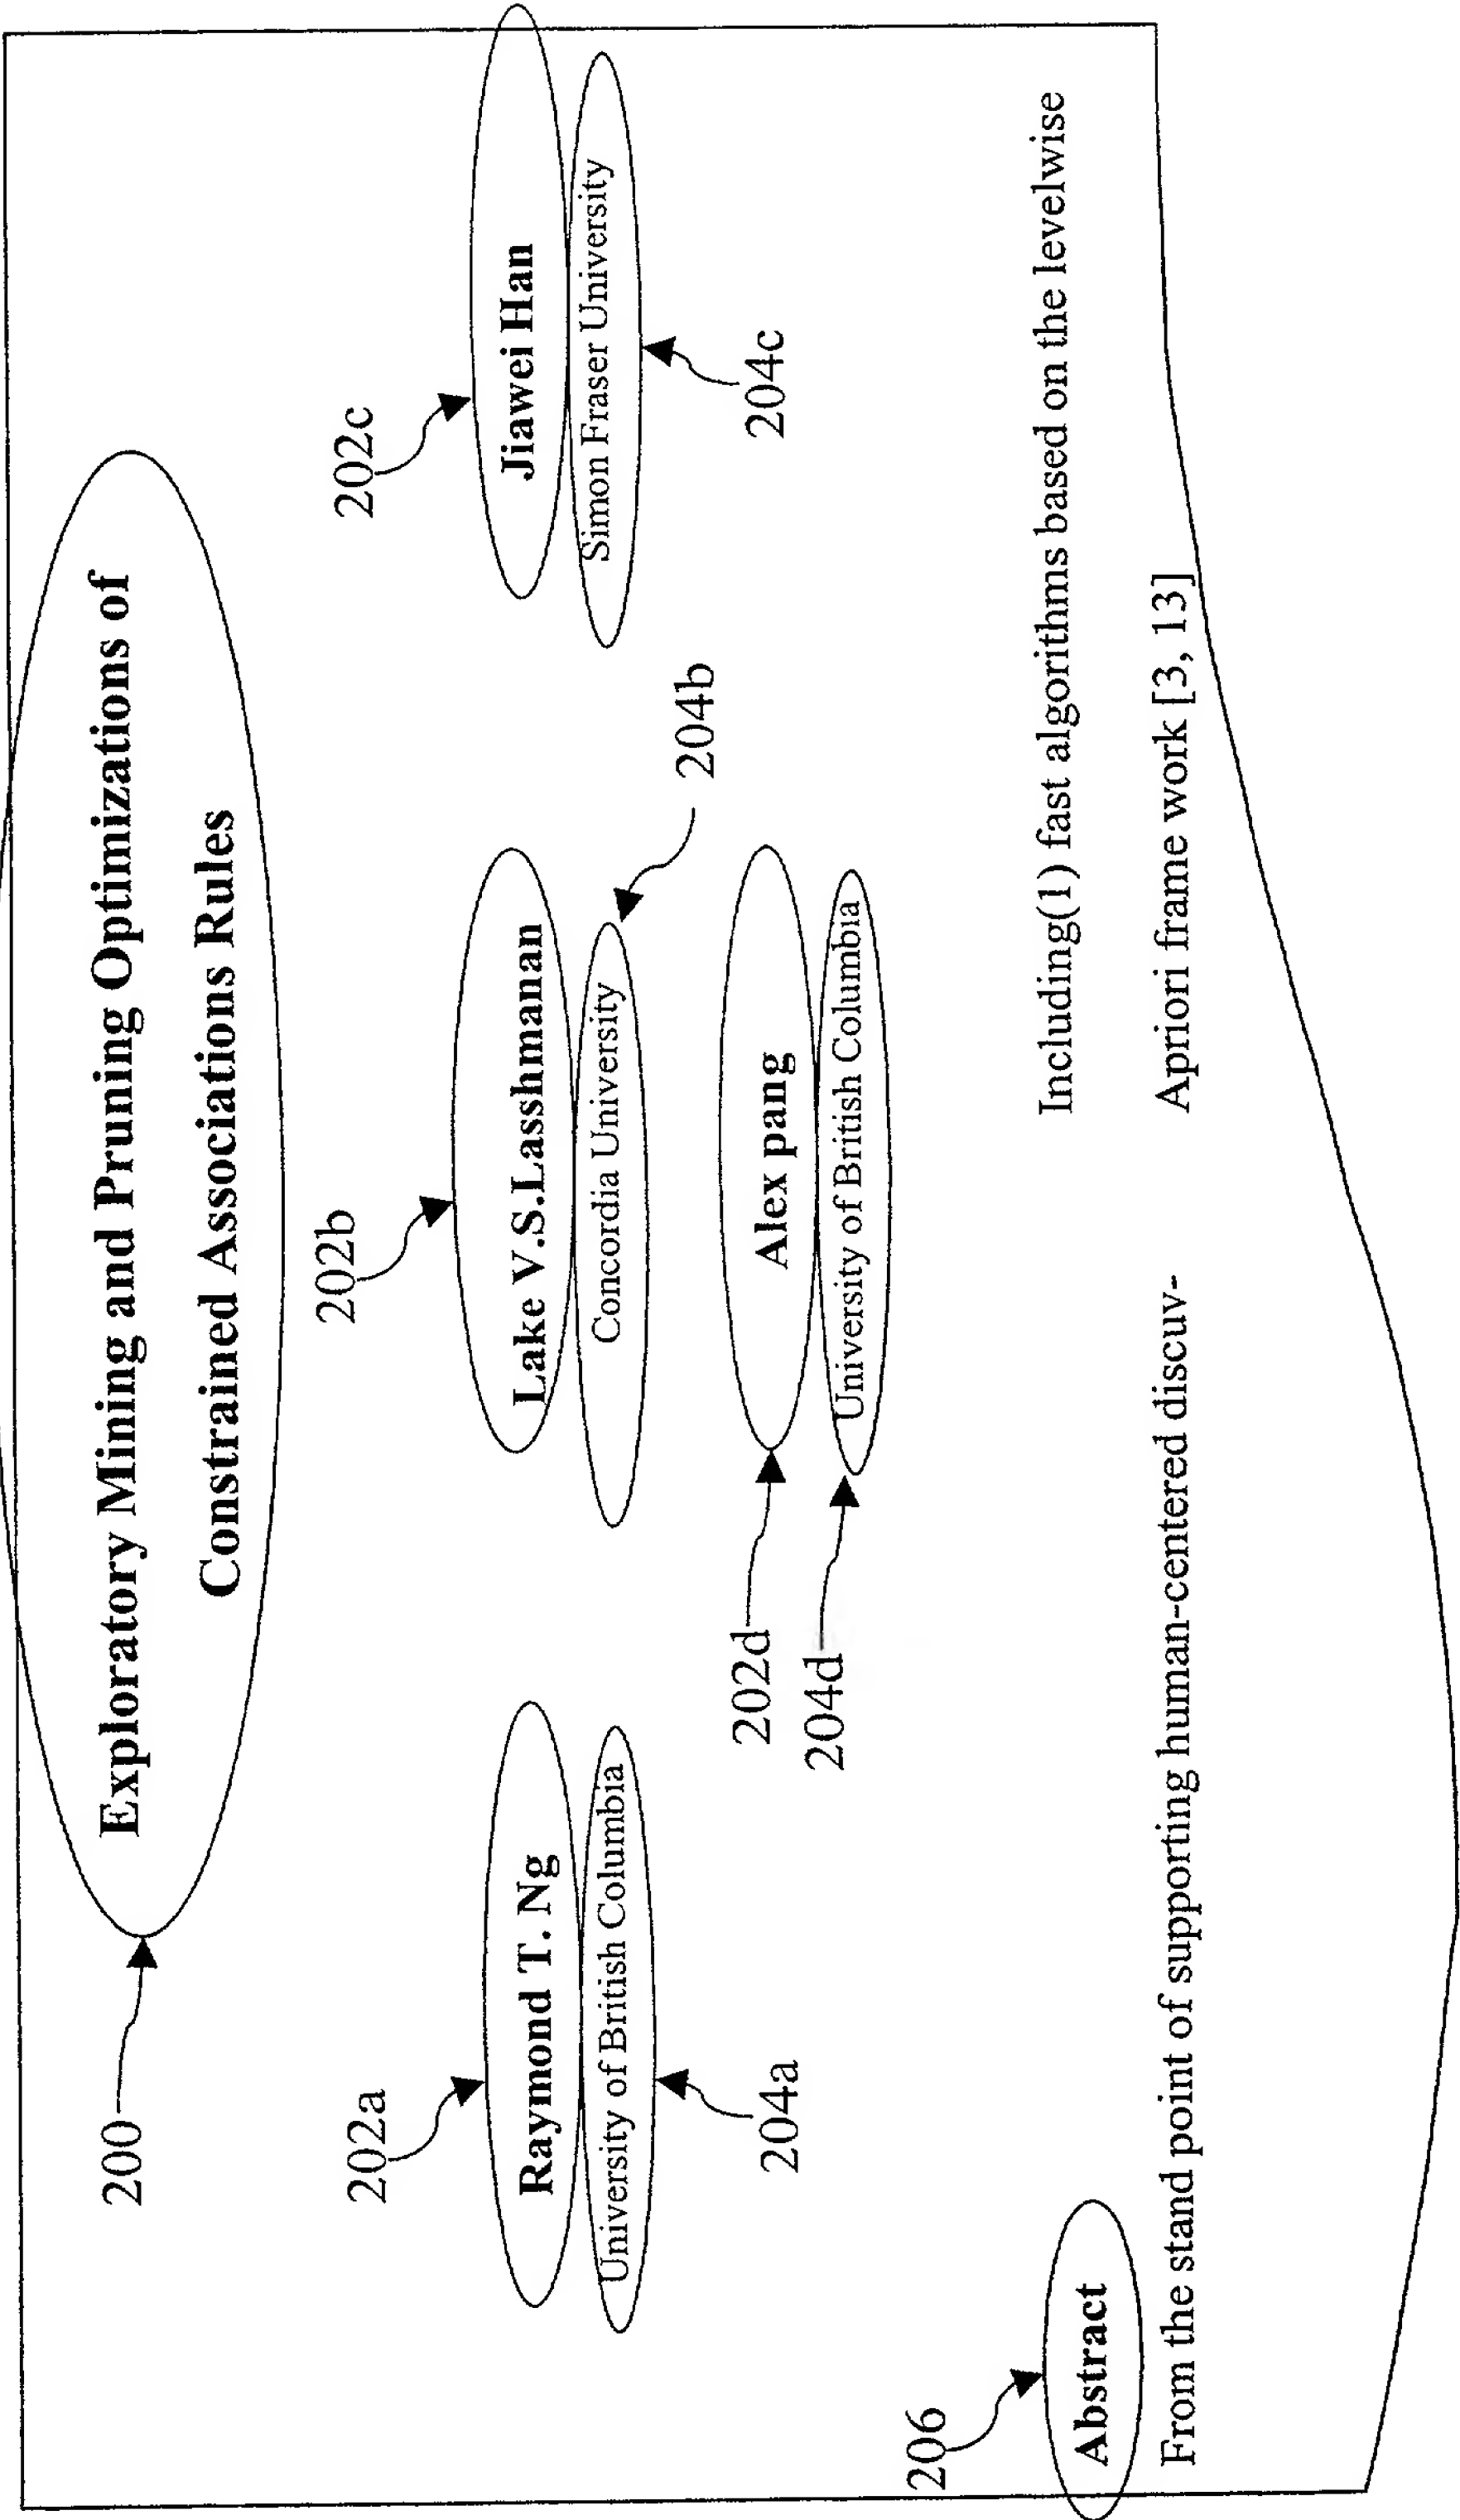 200
Exploratory Mining and Pruning Optimizations of
Constrained Associations Rules
202a
202b
202c
Raymond T. Ng
University of British Columbia
204a
Lake V.S.Lasshmanan
Concordia University
204b
Jiawei Han
Simon Fraser University
204c
202d
Alex pang
204d
University of British Columbia
206
Abstract
From the stand point of supporting human-centered discuv-
Including(1) fast algorithms based on the levelwise
Apriori frame work [3, 13]